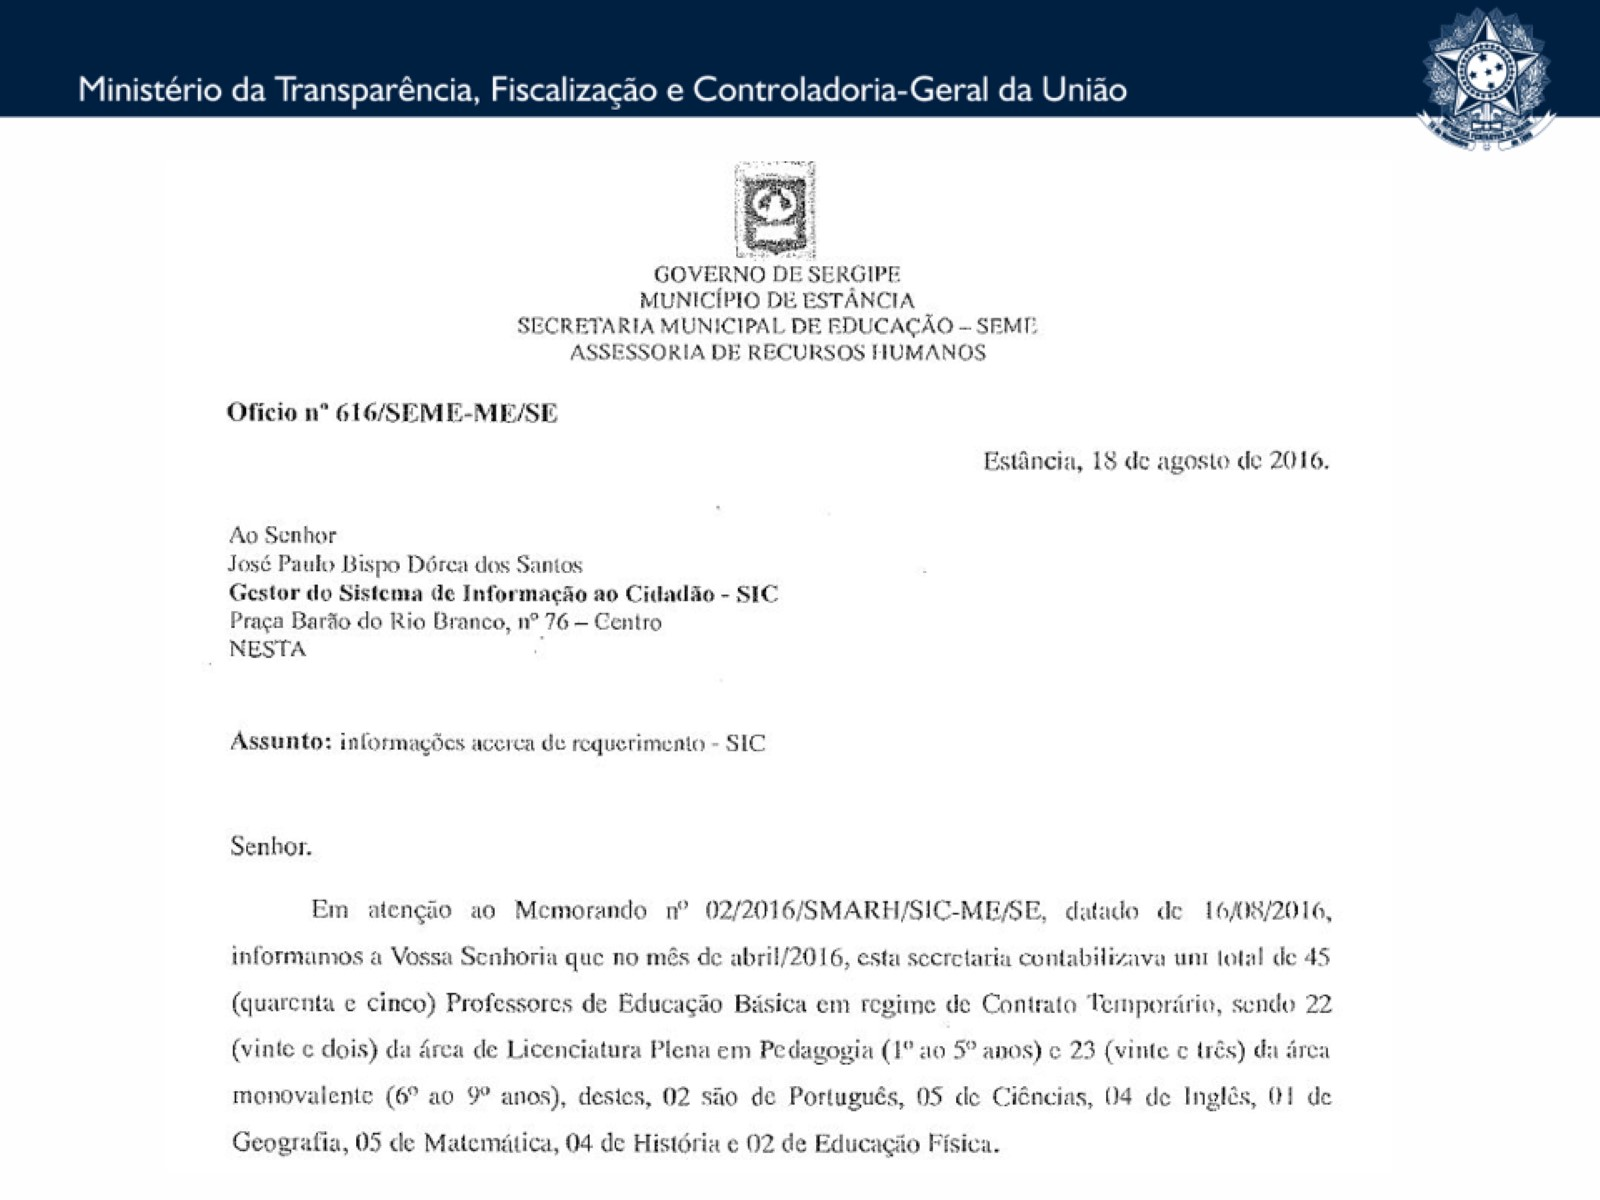 Ministério da Transparência, Fiscalização e Controladoria-Geral da União
GOVERNO DE SERGIPE
MUNICÍPIO DE ESTÂNCIA
SECRETARIA MUNICIPAL DE EDUCAÇÃO – SEME
ASSESSORIA DE RECURSOS HUMANOS
Ofício nº 616/SEME-ME/SE
Estância, 18 de agosto de 2016.
Ao Senhor
José Paulo Bispo Dórea dos Santos
Gestor do Sistema de Informação ao Cidadão - SIC
Praça Barão do Rio Branco, nº 76 – Centro
NESTA
Assunto: informações acerca de requerimento - SIC
Senhor.
Em atenção ao Memorando nº 02/2016/SMARH/SIC-ME/SE, datado de 16/08/2016,
informamos a Vossa Senhoria que no mês de abril/2016, esta secretaria contabilizava um total de 45
(quarenta e cinco) Professores de Educação Básica em regime de Contrato Temporário, sendo 22
(vinte e dois) da área de Licenciatura Plena em Pedagogia (1º ao 5º anos) e 23 (vinte e três) da área
monovalente (6º ao 9º anos), destes, 02 são de Português, 05 de Ciências, 04 de Inglês, 01 de
Geografia, 05 de Matemática, 04 de História e 02 de Educação Física.